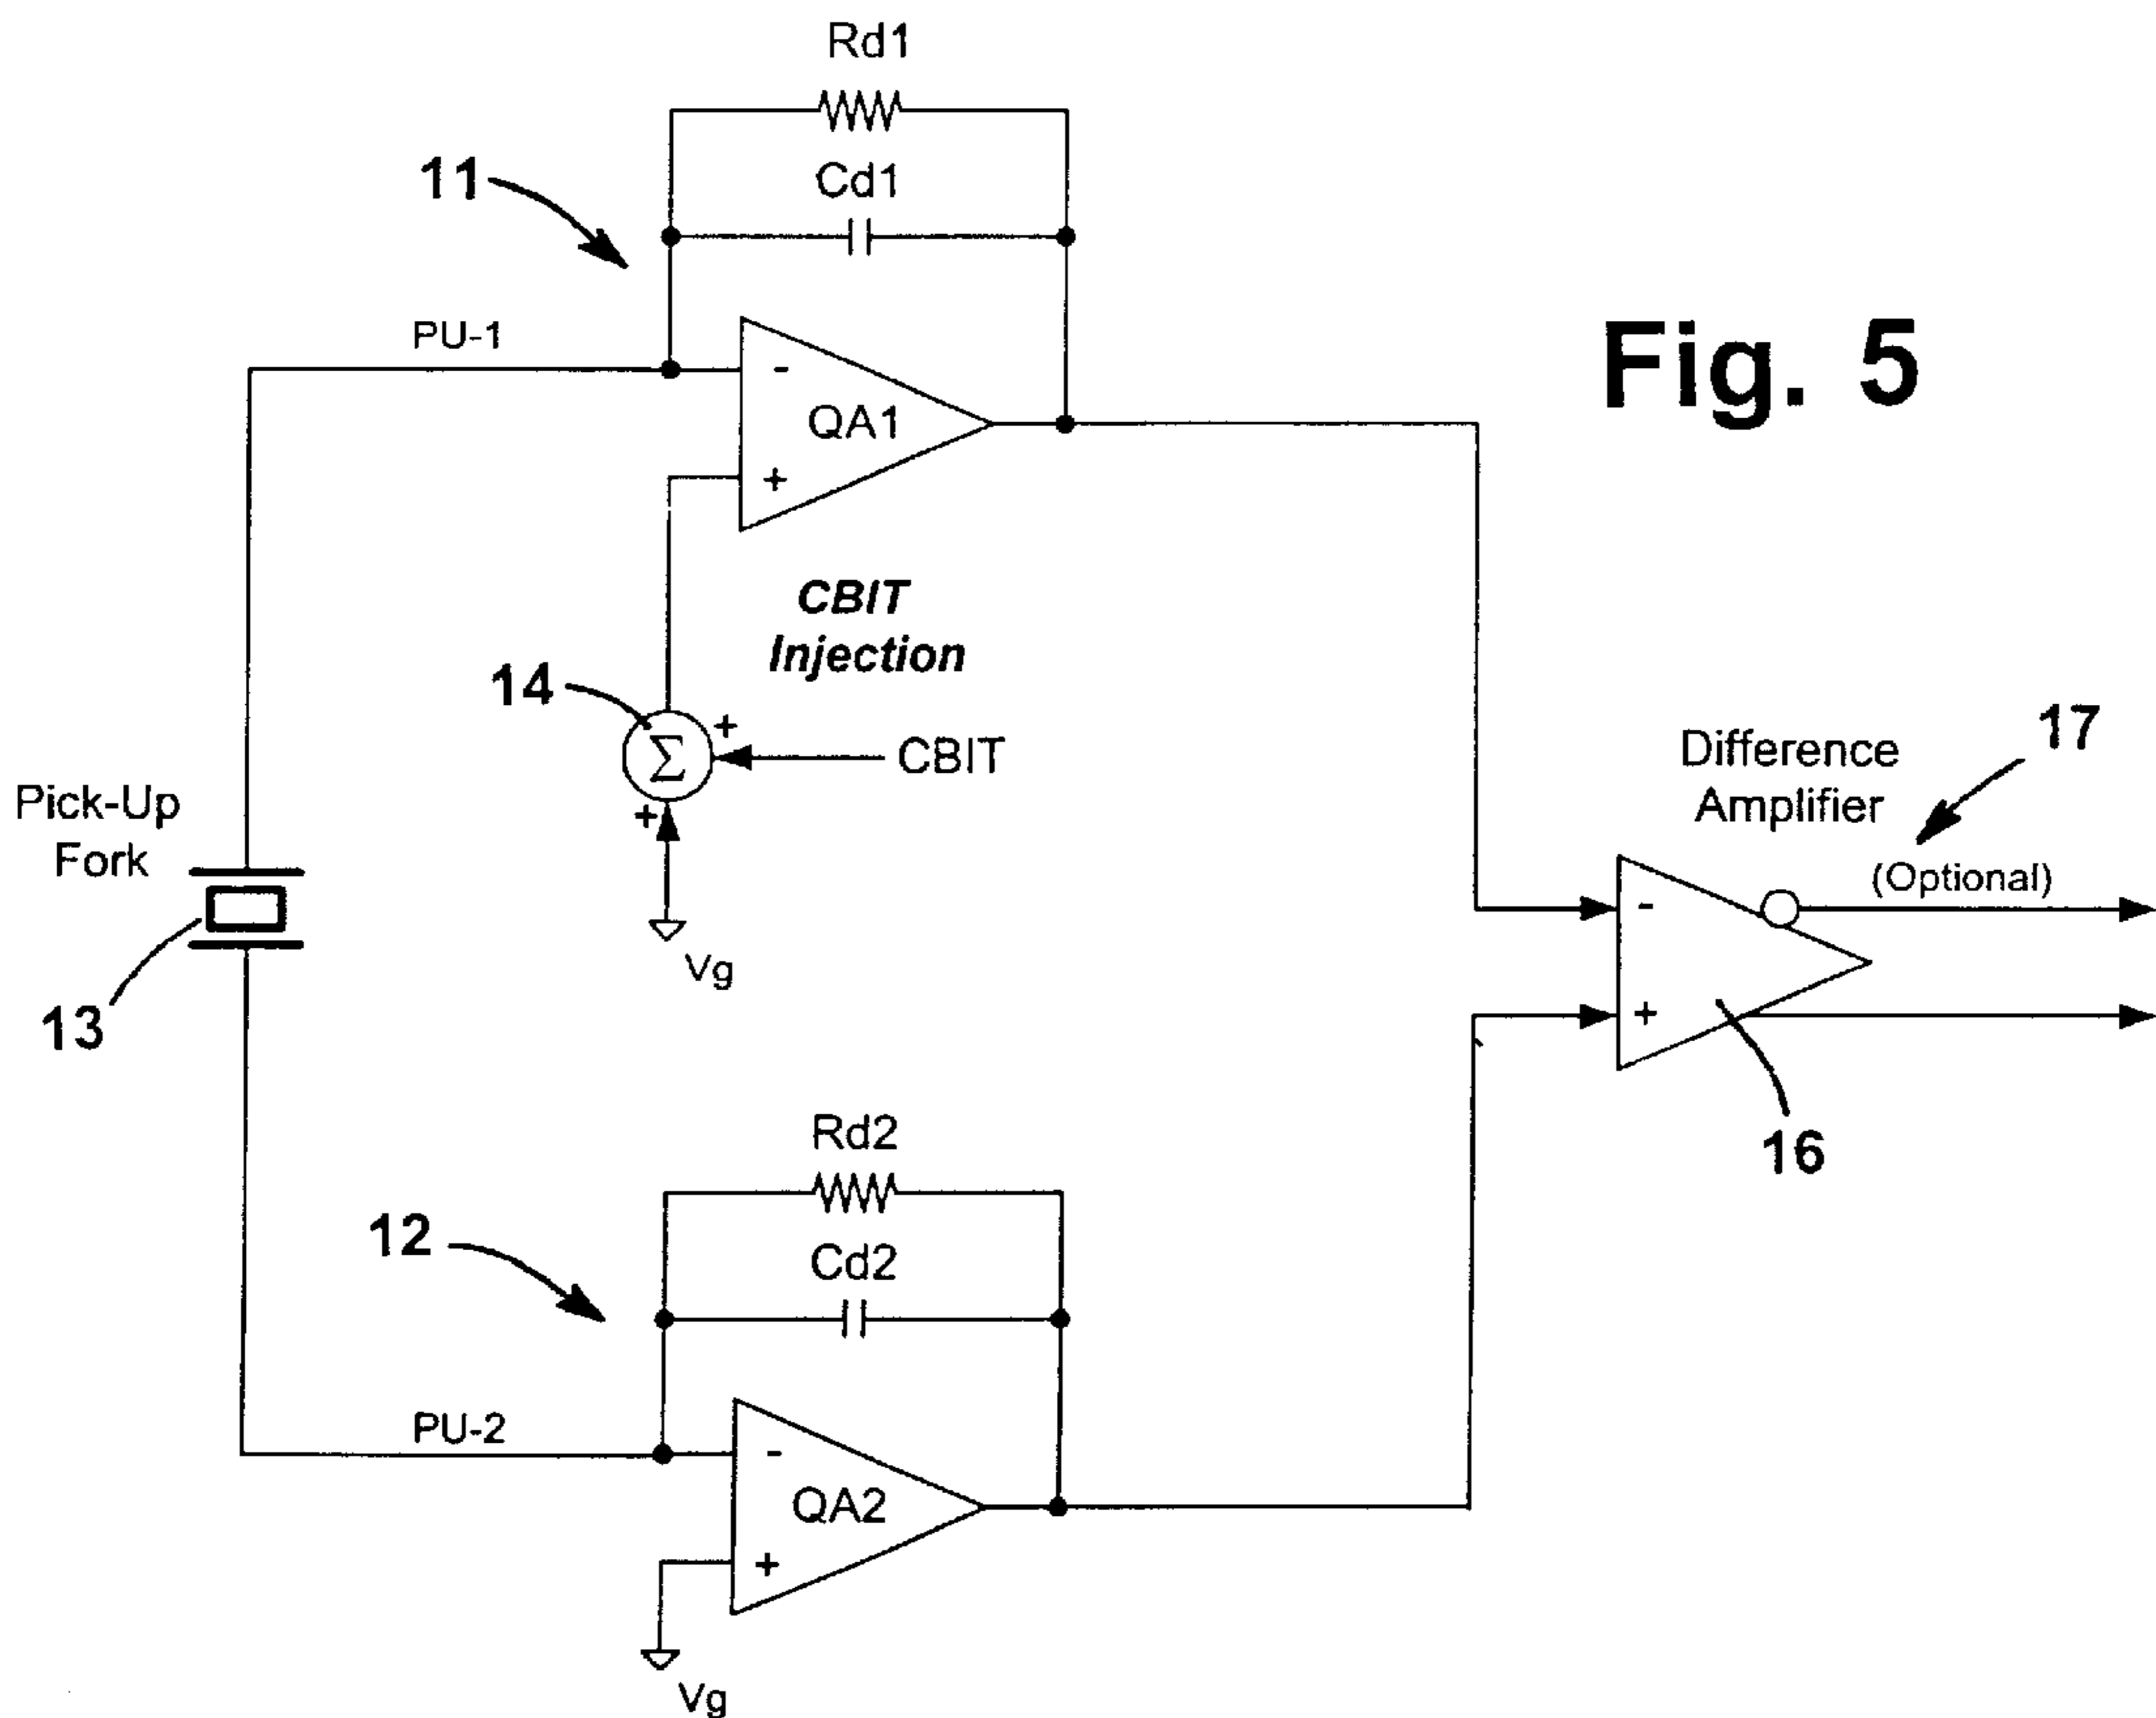 Rd1
Cd1
11
PU-1
-
QA1
+
Fig. 5
CBIT
Injection
14
+
Σ
CBIT
+
Vg
Pick-Up
Fork
13
Difference
Amplifier
17
(Optional)
-
+
16
Rd2
Cd2
12
PU-2
-
QA2
+
Vg